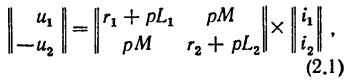 ‖ u₁ ‖ = ‖ r₁ + pL₁ pM ‖ × ‖ i₁ ‖ ,
‖ −u₂ ‖ ‖ pM r₂ + pL₂ ‖ ‖ i₂ ‖
(2.1)